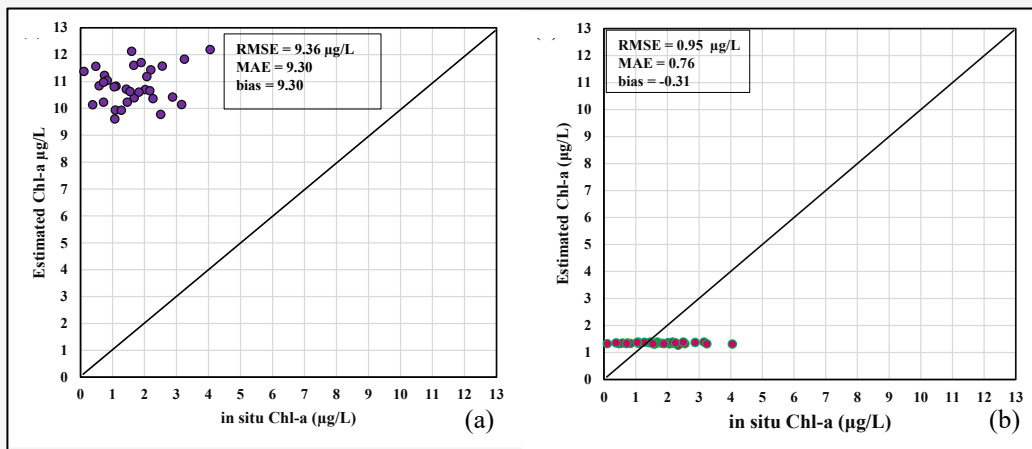 RMSE = 9.36 µg/L
MAE = 9.30
bias = 9.30
Estimated Chl-a µg/L
13
12
11
10
9
8
7
6
5
4
3
2
1
0
0 1 2 3 4 5 6 7 8 9 10 11 12 13
in situ Chl-a (µg/L)
(a)
RMSE = 0.95 µg/L
MAE = 0.76
bias = -0.31
Estimated Chl-a (µg/L)
13
12
11
10
9
8
7
6
5
4
3
2
1
0
0 1 2 3 4 5 6 7 8 9 10 11 12 13
in situ Chl-a (µg/L)
(b)